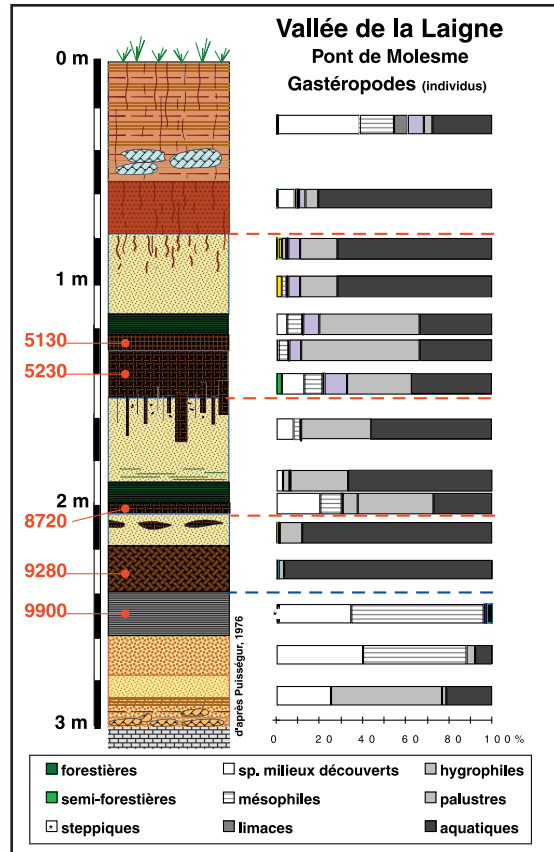 Vallée de la Laigne
Pont de Molesme
Gastéropodes (individus)
0 m
1 m
5130
5230
2 m
8720
9280
9900
3 m
d'après Puisségur, 1976
*
0 20 40 60 80 100%
forestières
sp. milieux découverts
hygrophiles
semi-forestières
mésophiles
palustres
* steppiques
limaces
aquatiques